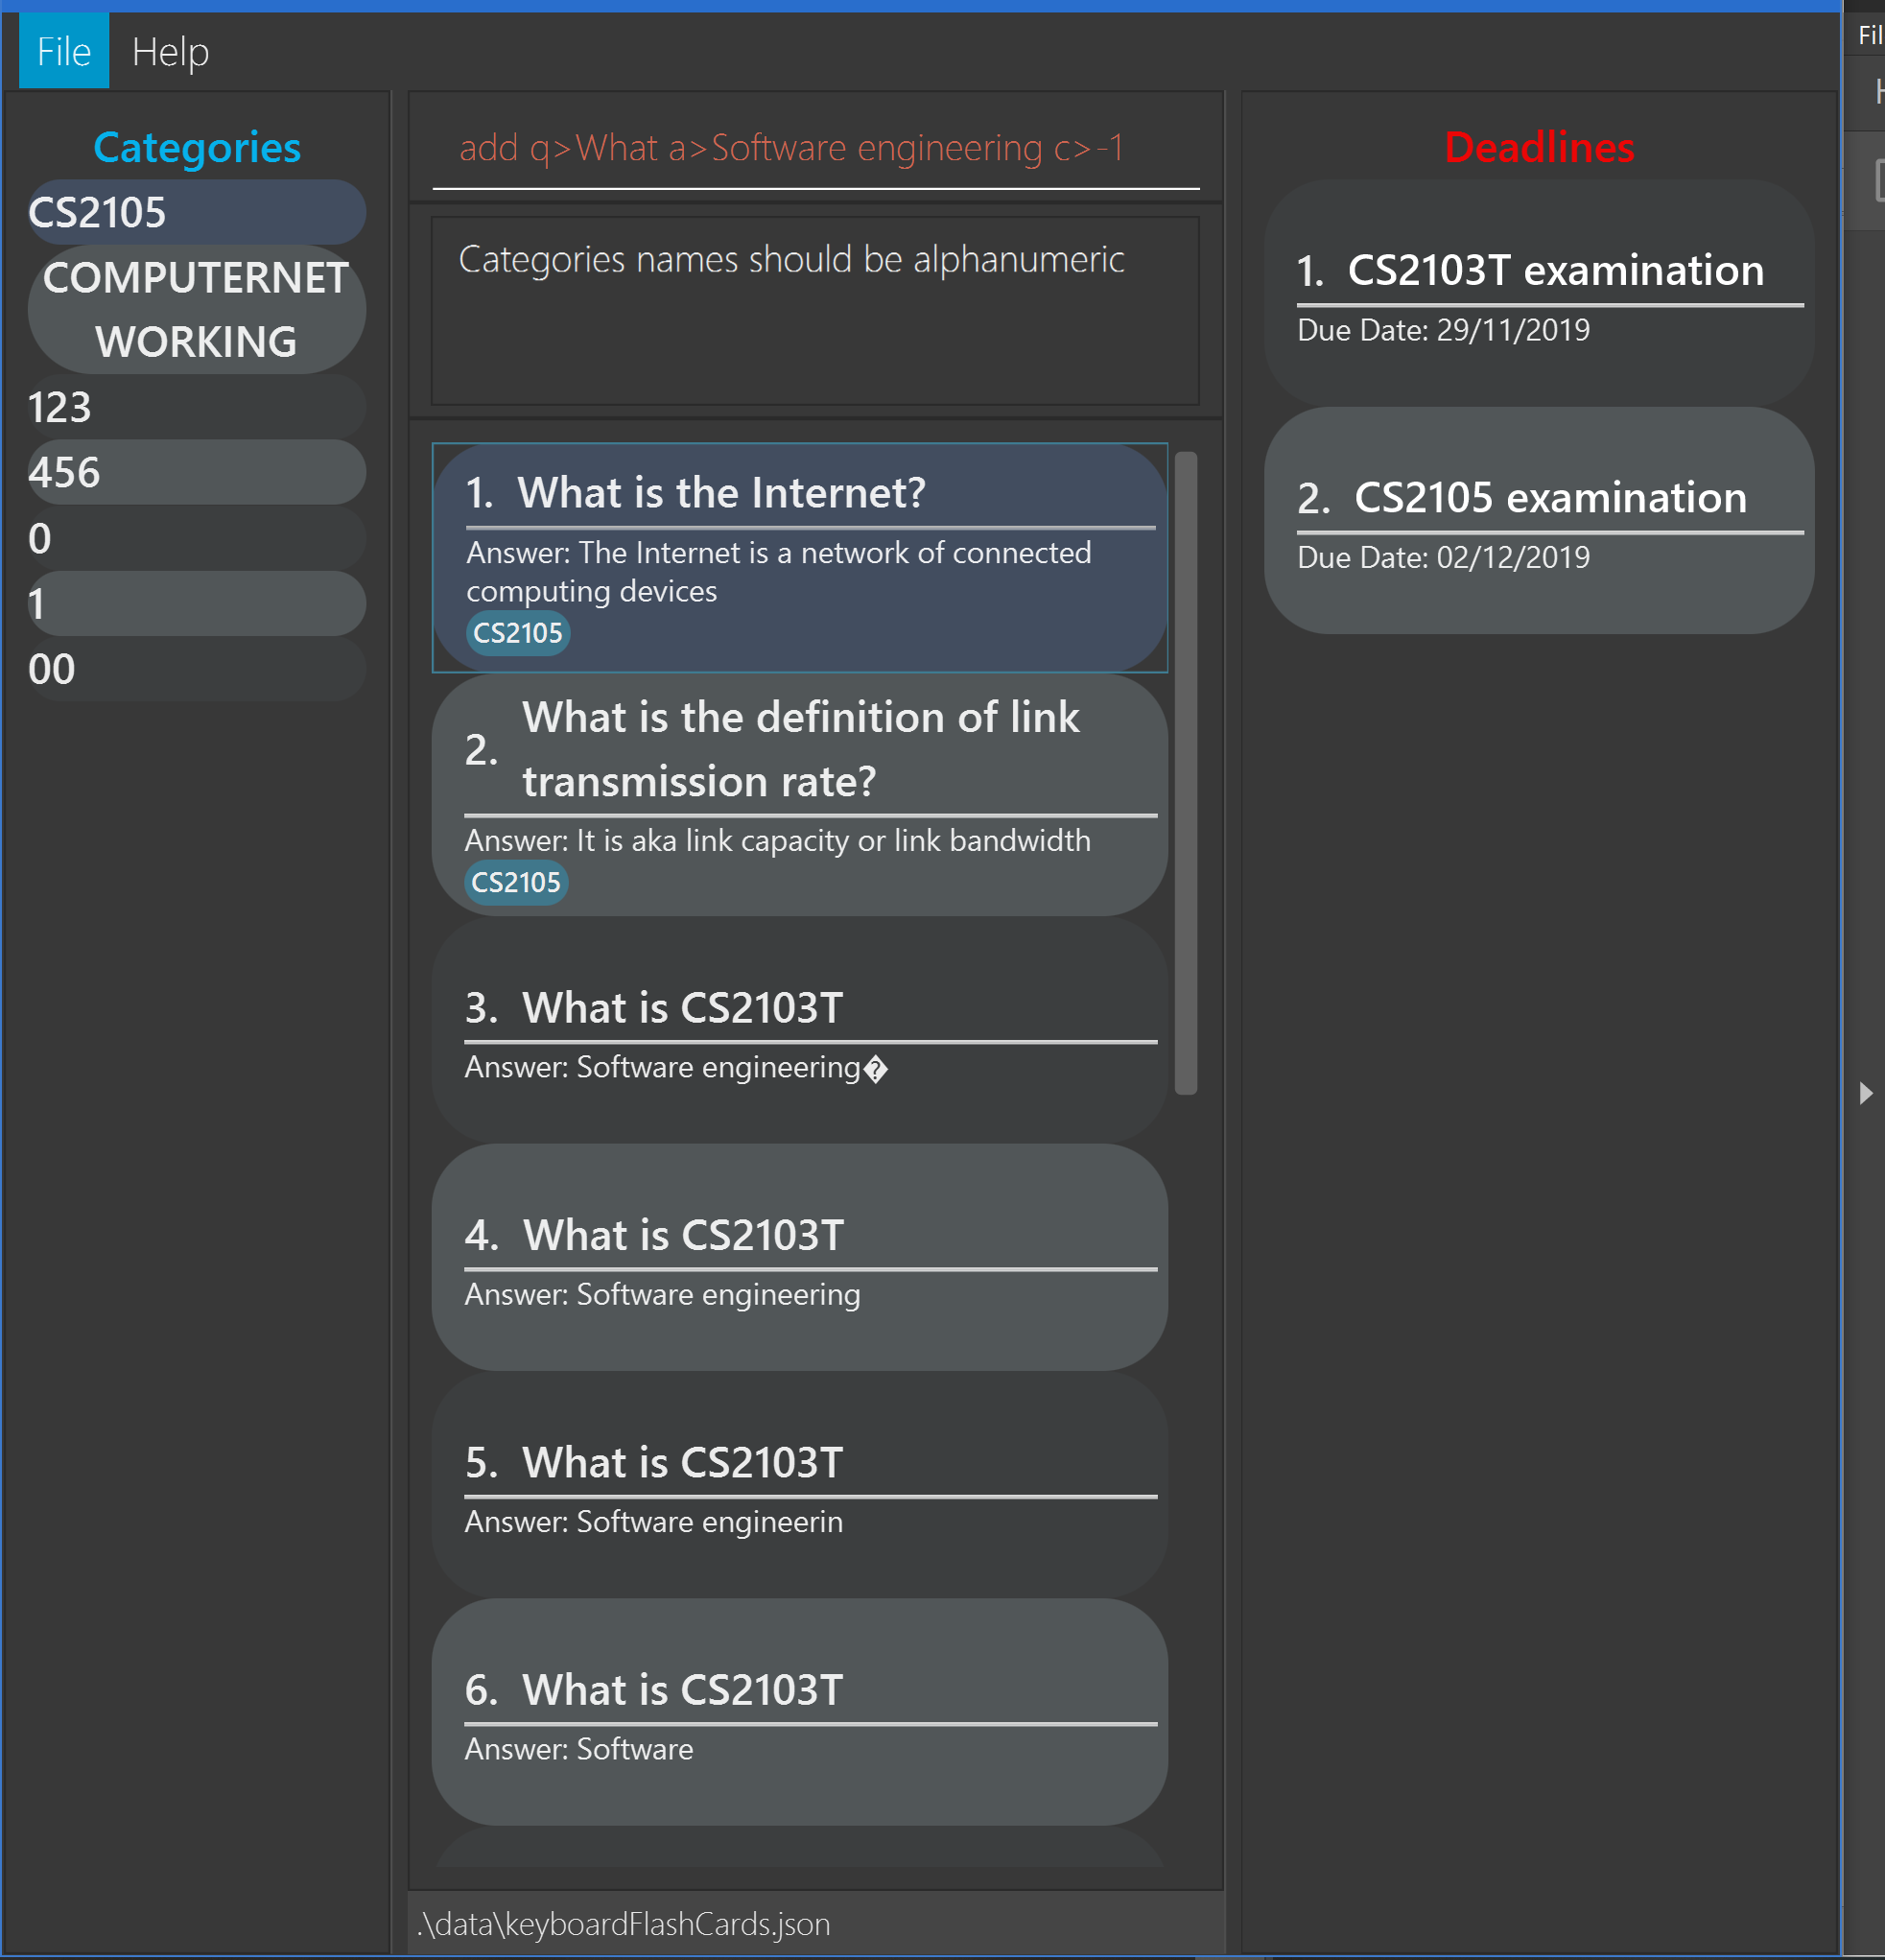 File Help
Categories
CS2105
COMPUTERNET
WORKING
123
456
0
1
00
add q>What a>Software engineering c>-1
Categories names should be alphanumeric
1. What is the Internet?
Answer: The Internet is a network of connected
computing devices
CS2105
2. What is the definition of link
transmission rate?
Answer: It is aka link capacity or link bandwidth
CS2105
3. What is CS2103T
Answer: Software engineering�
4. What is CS2103T
Answer: Software engineering
5. What is CS2103T
Answer: Software engineerin
6. What is CS2103T
Answer: Software
.\data\keyboardFlashCards.json
Deadlines
1. CS2103T examination
Due Date: 29/11/2019
2. CS2105 examination
Due Date: 02/12/2019